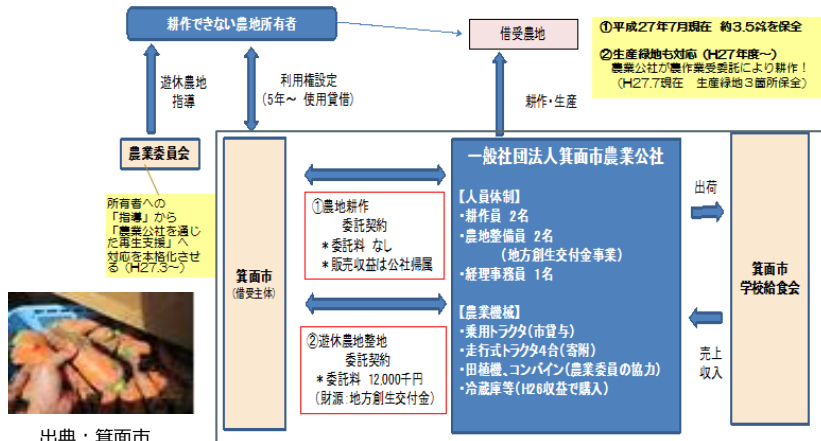 耕作できない農地所有者
借受農地
①平成27年7月現在 約3.5㌶を保全
②生産緑地も対応(H27年度~)
農業公社が農作業受委託により耕作!
(H27.7現在 生産緑地3箇所保全)
遊休農地
指導
利用権設定
(5年~ 使用貸借)
耕作・生産
農業委員会
所有者への
「指導」から
「農業公社を通じ
た再生支援」へ
対応を本格化させ
る(H27.3~)
箕面市
(借受主体)
①農地耕作
委託契約
*委託料 なし
*販売収益は公社帰属
②遊休農地整地
委託契約
*委託料 12,000千円
(財源:地方創生交付金)
一般社団法人箕面市農業公社
【人員体制】
・耕作員 2名
・農地整備員 2名
(地方創生交付金事業)
・経理事務員 1名
【農業機械】
・乗用トラクタ(市貸与)
・走行式トラクタ4台(寄附)
・田植機、コンバイン(農業委員の協力)
・冷蔵庫等(H26収益で購入)
出荷
売上
収入
箕面市
学校給食会
出典:箕面市